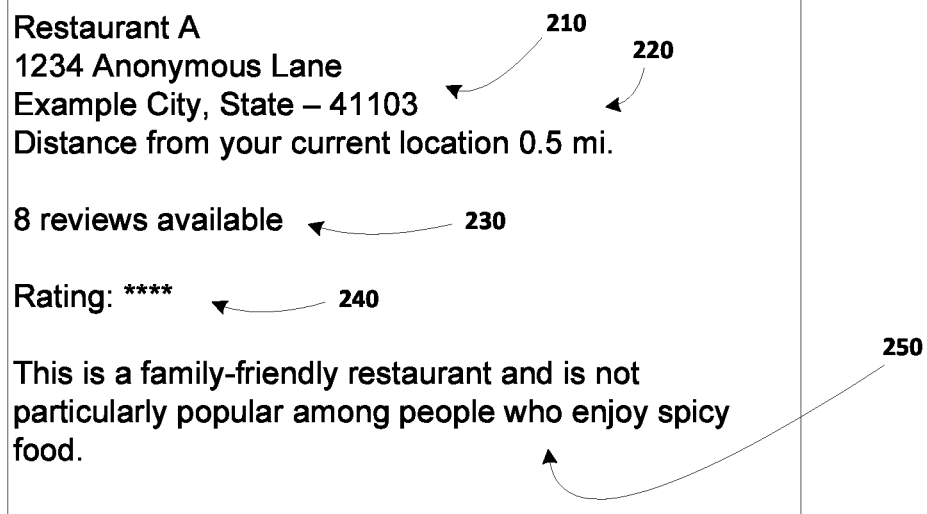 Restaurant A
210
1234 Anonymous Lane
220
Example City, State – 41103
Distance from your current location 0.5 mi.
8 reviews available
230
Rating: ****
240
250
This is a family-friendly restaurant and is not
particularly popular among people who enjoy spicy
food.